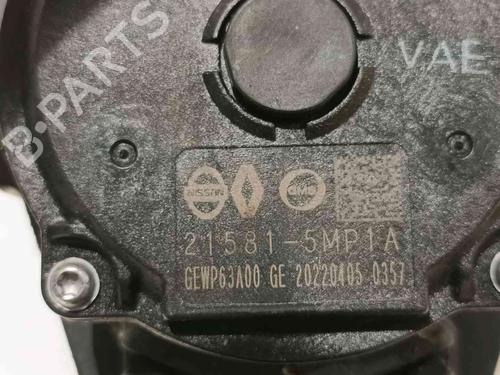 B-PARTS
VAE
NISSAN
21581-5MP1A
GEWP63A00 GE 20220405 0357